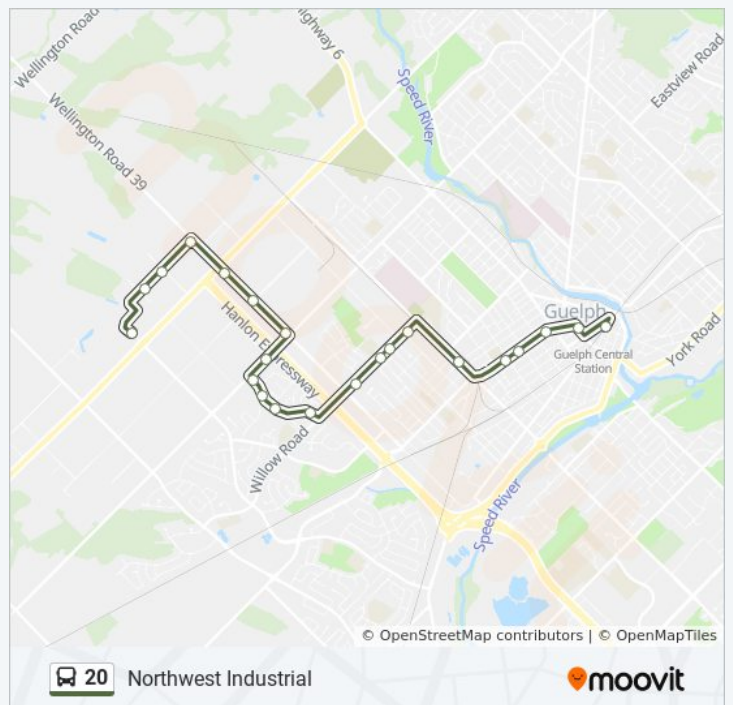 Wellington Road
Highway 6
Speed River
Eastview Road
Wellington Road 39
Guelph
Hanlon Expressway
Guelph Central
Station
York Road
Willow Road
Speed River
© OpenStreetMap contributors | © OpenMapTiles
20 Northwest Industrial
moovit